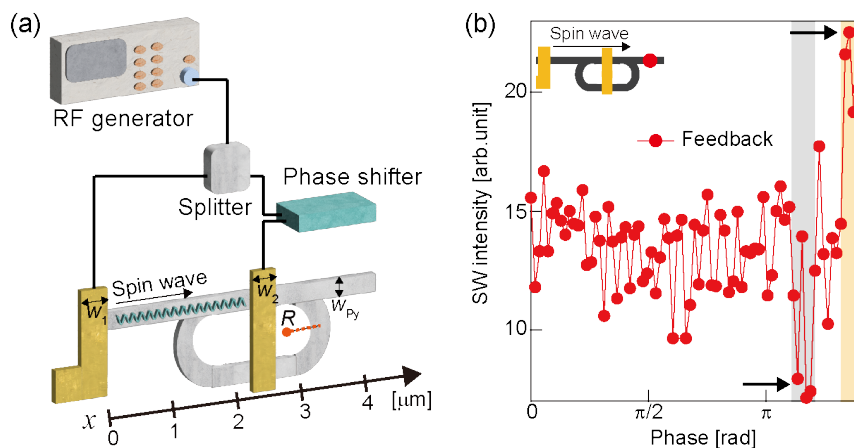 (a)
RF generator
Splitter
Phase shifter
Spin wave
w1
w2
wPy
R
x
0
1
2
3
4
[μm]
(b)
Spin wave
Feedback
SW intensity [arb.unit]
20
15
10
0
π/2
π
Phase [rad]